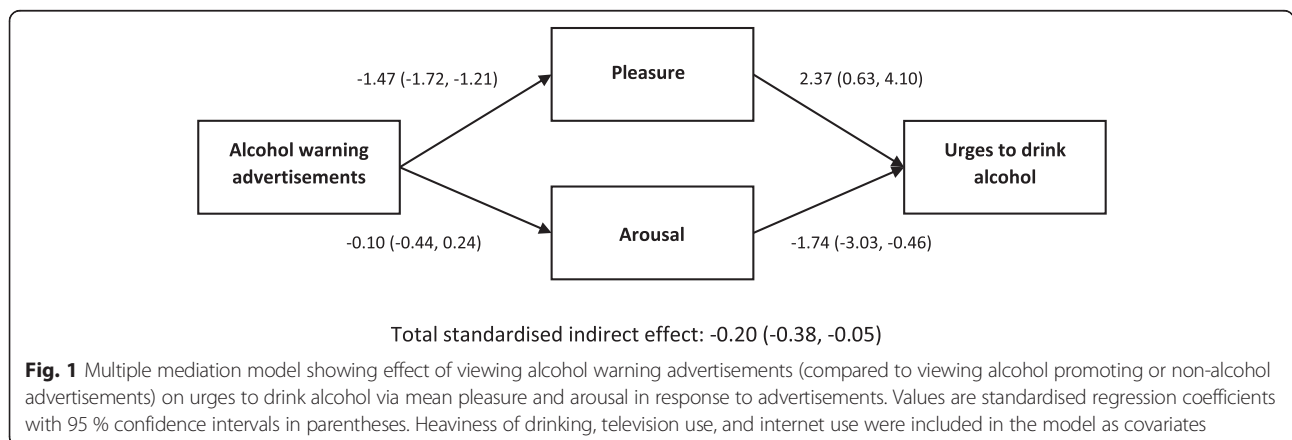 Pleasure
-1.47 (-1.72, -1.21)
2.37 (0.63, 4.10)
Alcohol warning
advertisements
Urges to drink
alcohol
Arousal
-0.10 (-0.44, 0.24)
-1.74 (-3.03, -0.46)
Total standardised indirect effect: -0.20 (-0.38, -0.05)
Fig. 1 Multiple mediation model showing effect of viewing alcohol warning advertisements (compared to viewing alcohol promoting or non-alcohol
advertisements) on urges to drink alcohol via mean pleasure and arousal in response to advertisements. Values are standardised regression coefficients
with 95 % confidence intervals in parentheses. Heaviness of drinking, television use, and internet use were included in the model as covariates